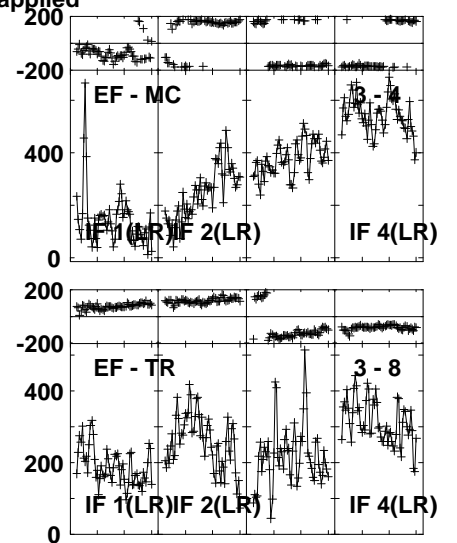 applied
200
-200
EF - MC 3 - 4
400
IF 1(LR) IF 2(LR) IF 4(LR)
0
200
-200
EF - TR 3 - 8
400
200
IF 1(LR) IF 2(LR) IF 4(LR)
0